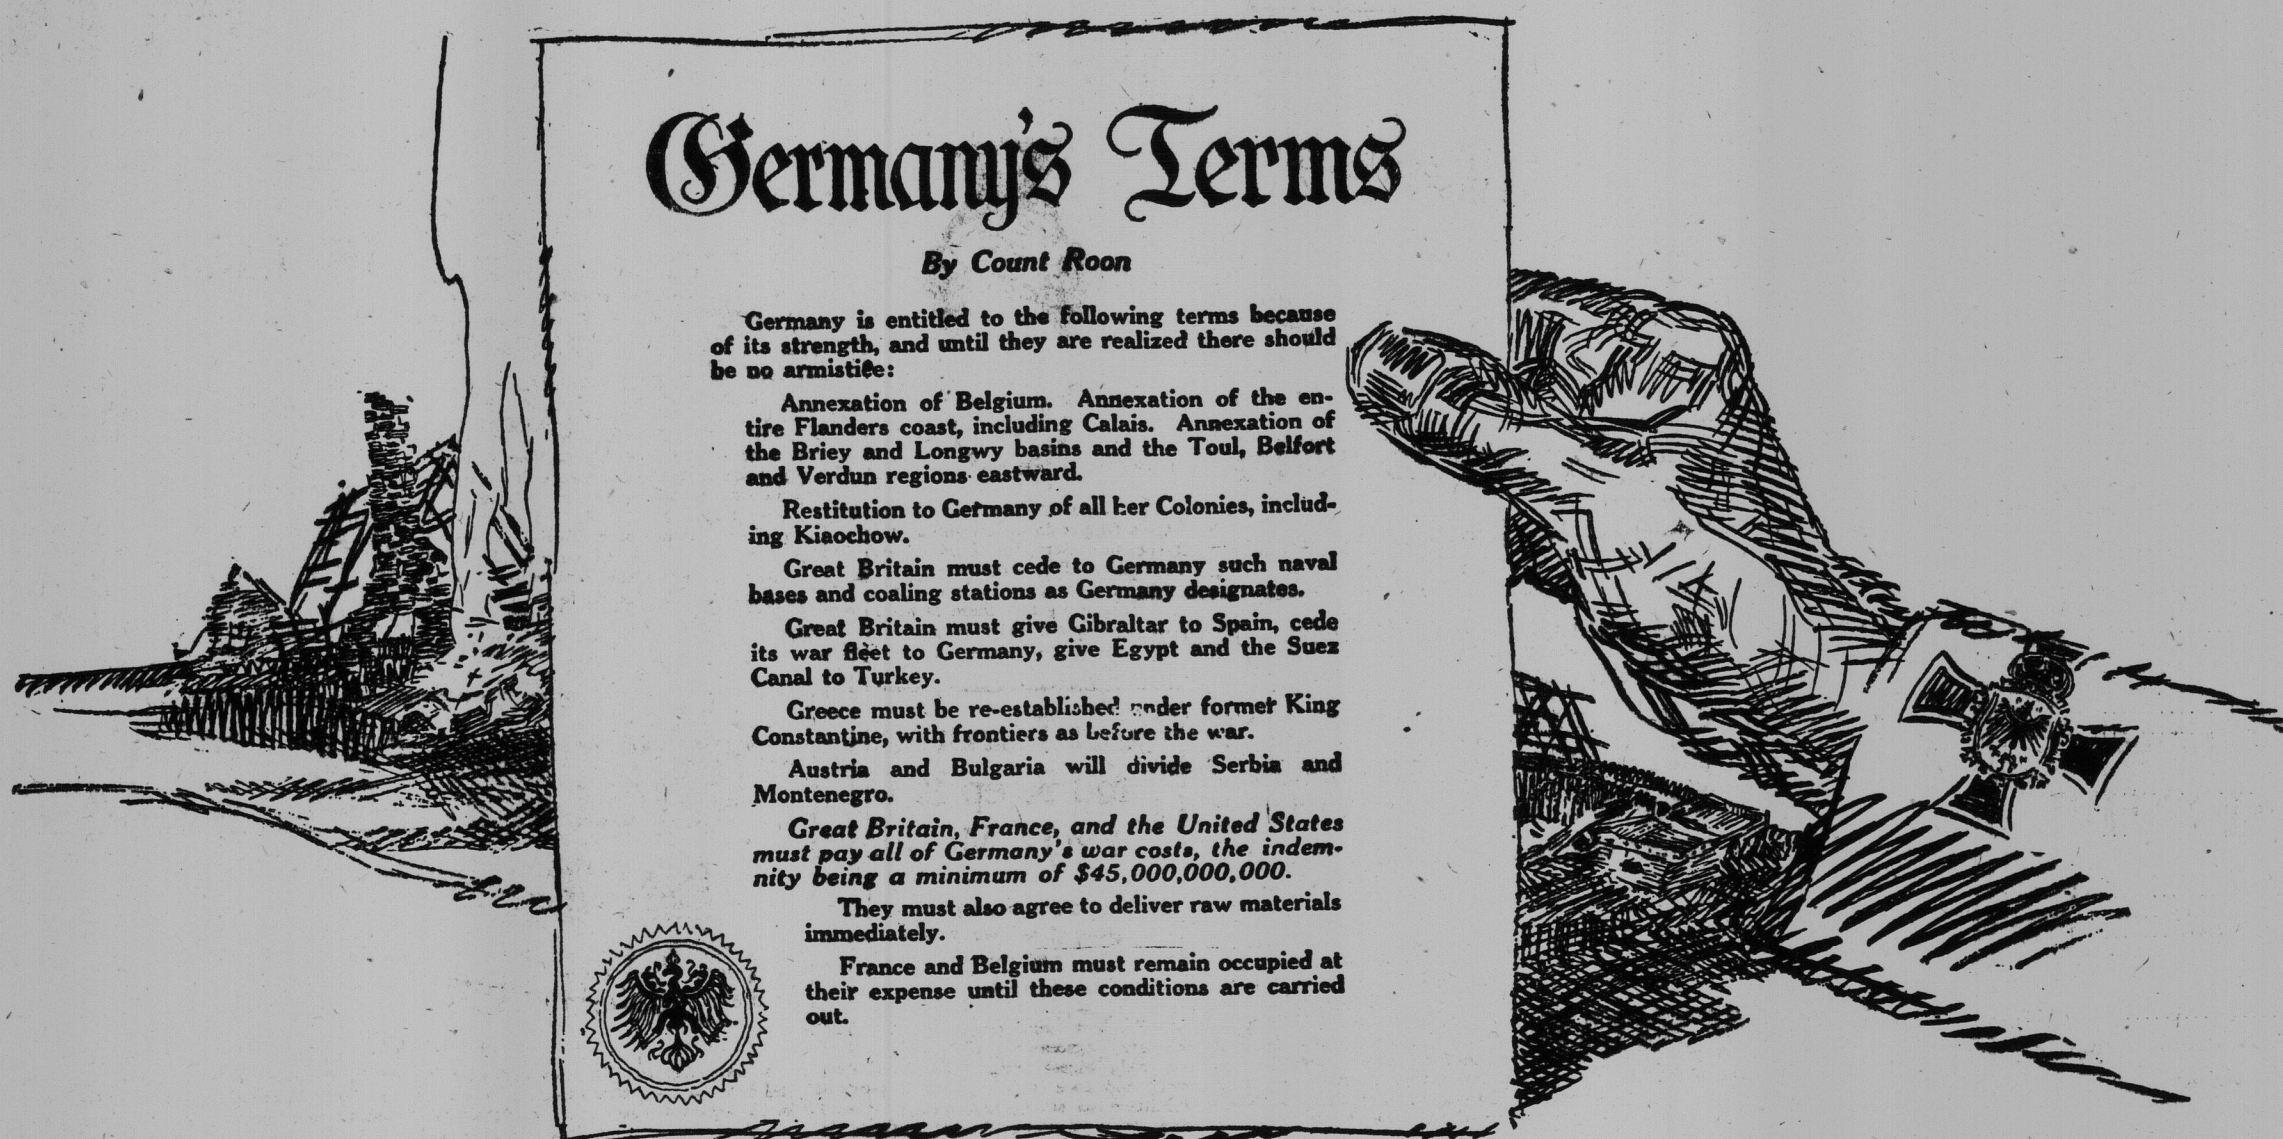 Germany's Terms
By Count Roon
Germany is entitled to the following terms because
of its strength, and until they are realized there should
be no armistice:
Annexation of Belgium. Annexation of the en-
tire Flanders coast, including Calais. Annexation of
the Briey and Longwy basins and the Toul, Belfort
and Verdun regions eastward.
Restitution to Germany of all her Colonies, includ-
ing Kiaochow.
Great Britain must cede to Germany such naval
bases and coaling stations as Germany designates.
Great Britain must give Gibraltar to Spain, cede
its war fleet to Germany, give Egypt and the Suez
Canal to Turkey.
Greece must be re-established under former King
Constantine, with frontiers as before the war.
Austria and Bulgaria will divide Serbia and
Montenegro.
Great Britain, France, and the United States
must pay all of Germany's war costs, the indem-
nity being a minimum of $45,000,000,000.
They must also agree to deliver raw materials
immediately.
France and Belgium must remain occupied at
their expense until these conditions are carried
out.